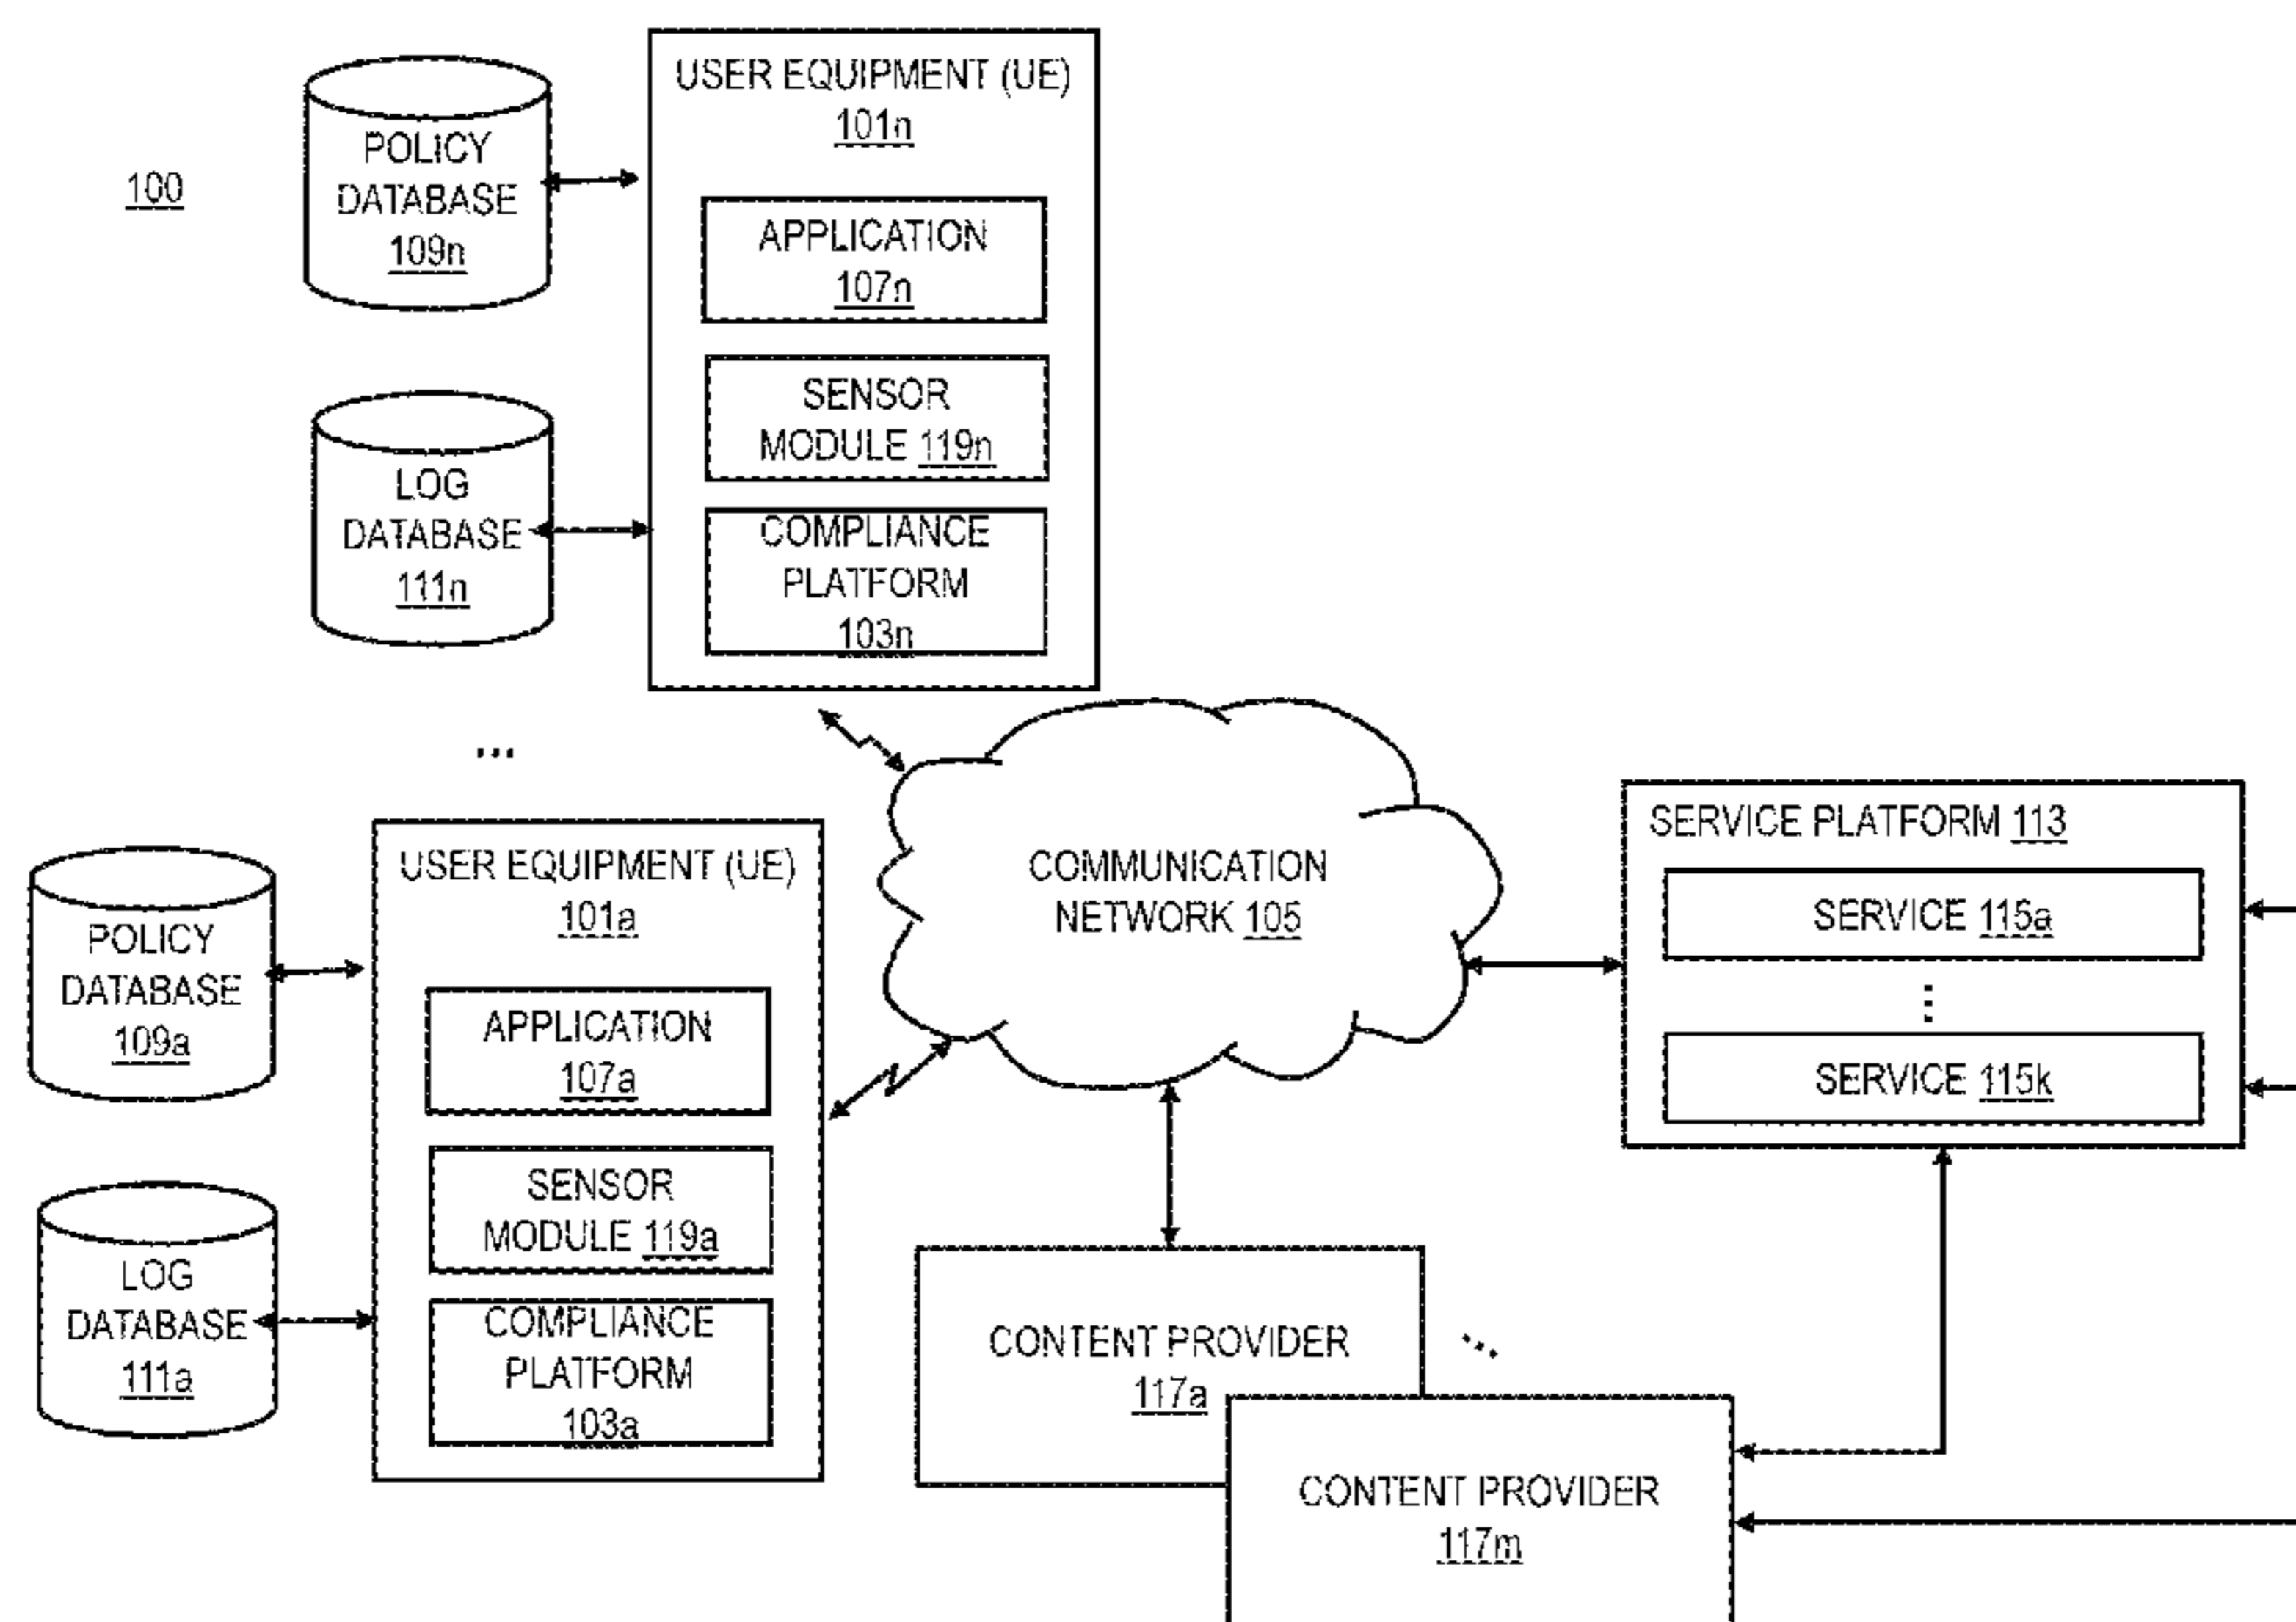 100
POLICY
DATABASE
109n
LOG
DATABASE
111n
USER EQUIPMENT (UE)
101n
APPLICATION
107n
SENSOR
MODULE 119n
COMPLIANCE
PLATFORM
103n
...
POLICY
DATABASE
109a
LOG
DATABASE
111a
USER EQUIPMENT (UE)
101a
APPLICATION
107a
SENSOR
MODULE 119a
COMPLIANCE
PLATFORM
103a
COMMUNICATION
NETWORK 105
SERVICE PLATFORM 113
SERVICE 115a
...
SERVICE 115k
CONTENT PROVIDER
117a
...
CONTENT PROVIDER
117m